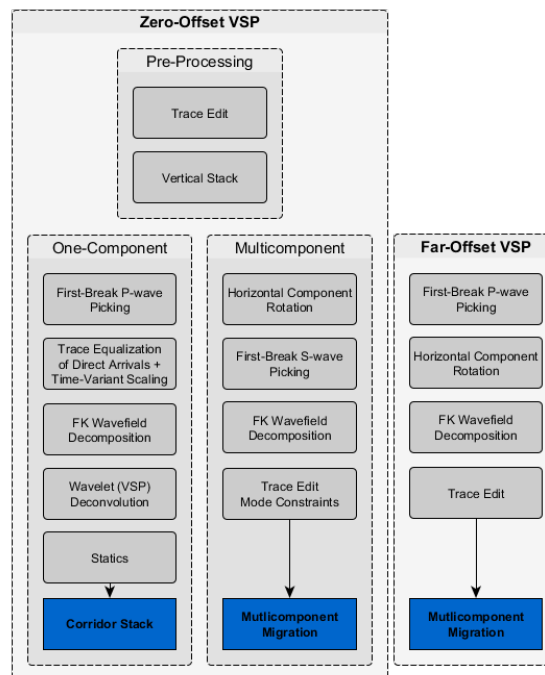 Zero-Offset VSP
Pre-Processing
Trace Edit
Vertical Stack
One-Component
First-Break P-wave
Picking
Trace Equalization
of Direct Arrivals +
Time-Variant Scaling
FK Wavefield
Decomposition
Wavelet (VSP)
Deconvolution
Statics
Corridor Stack
Multicomponent
Horizontal Component
Rotation
First-Break S-wave
Picking
FK Wavefield
Decomposition
Trace Edit
Mode Constraints
Mutlicomponent
Migration
Far-Offset VSP
First-Break P-wave
Picking
Horizontal Component
Rotation
FK Wavefield
Decomposition
Trace Edit
Mutlicomponent
Migration